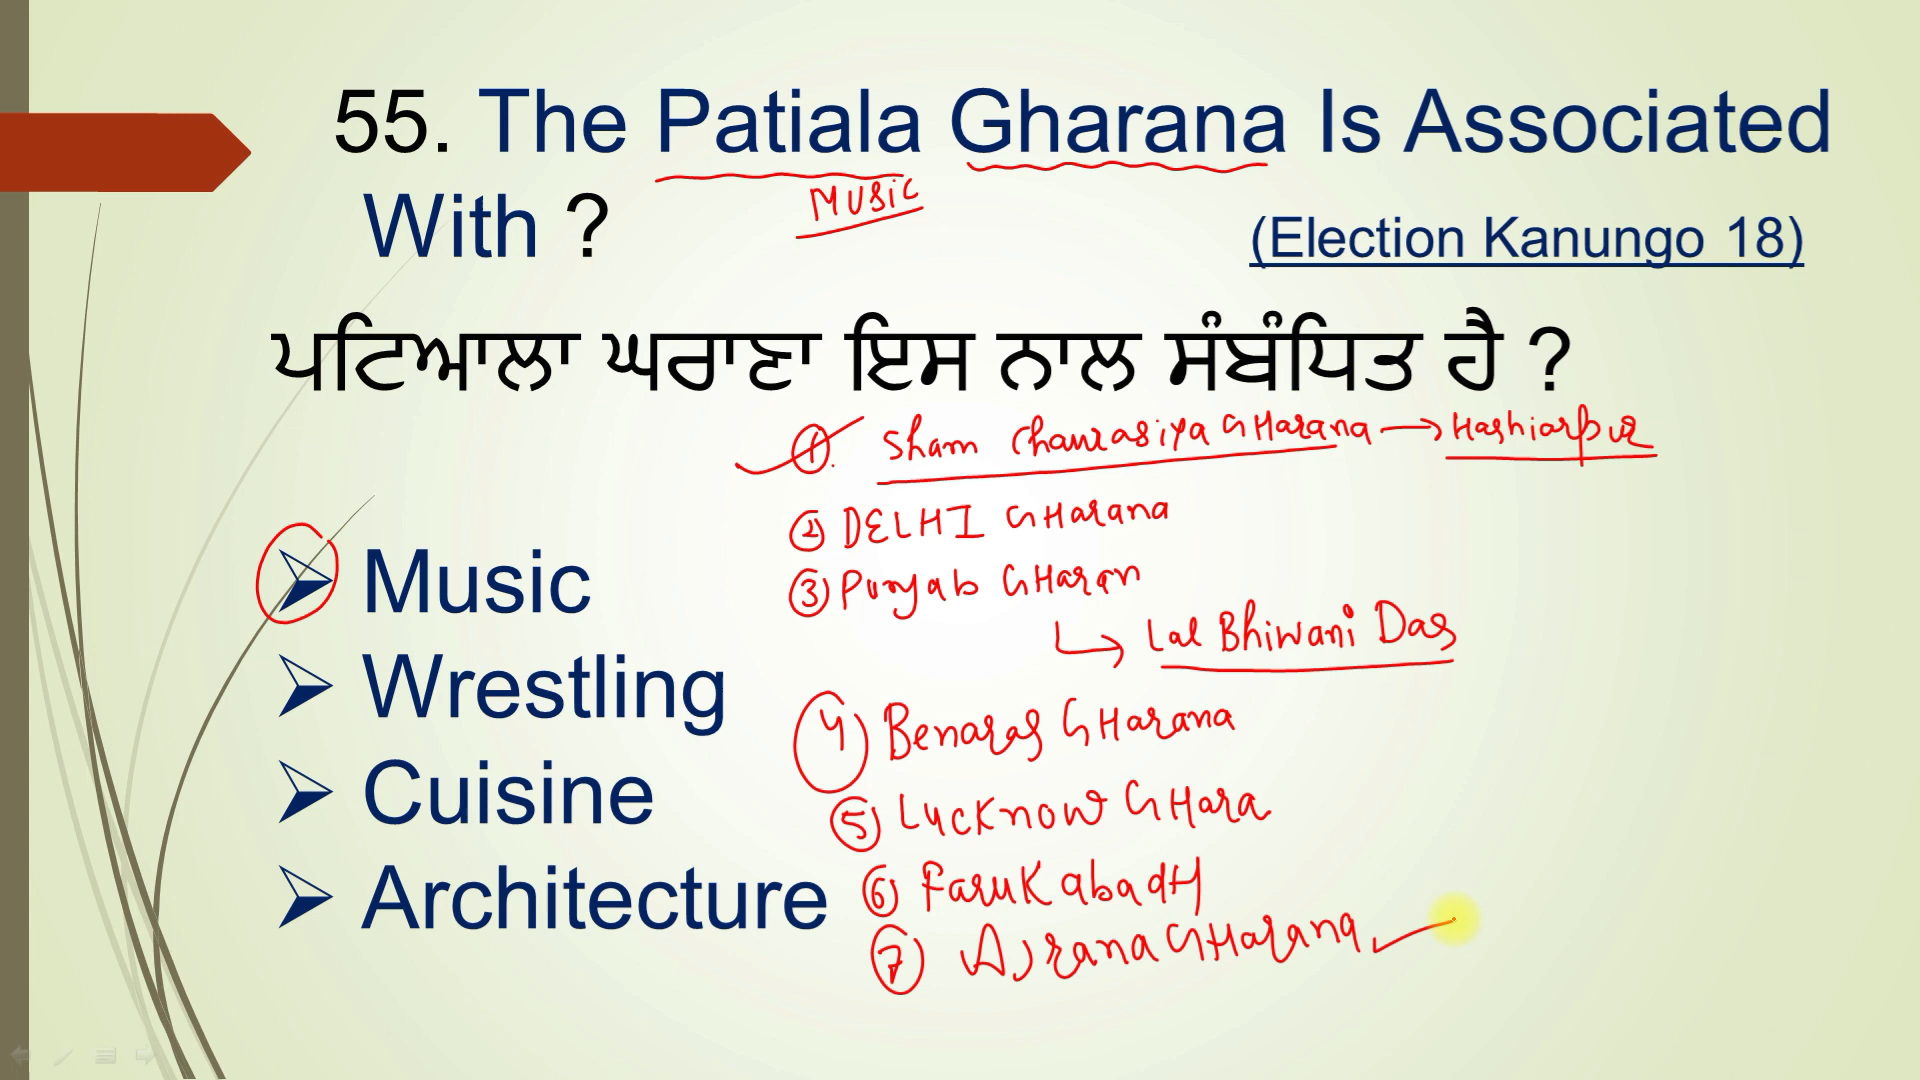 55. The Patiala Gharana Is Associated
With ?
MUSic
(Election Kanungo 18)
ਪਟਿਆਲਾ ਘਰਾਣਾ ਇਸ ਨਾਲ ਸੰਬੰਧਿਤ ਹੈ ?
① Sham Chaurasiya GHarana → Hashiarpur
② DELHI GHarana
③ Punjab GHaran
↳ Lal Bhiwani Das
4) Benaras GHarana
⑤ Lucknow GHara
⑥ FaruKabadH
⑦ Ajrana GHarana
➢ Music
➢ Wrestling
➢ Cuisine
➢ Architecture